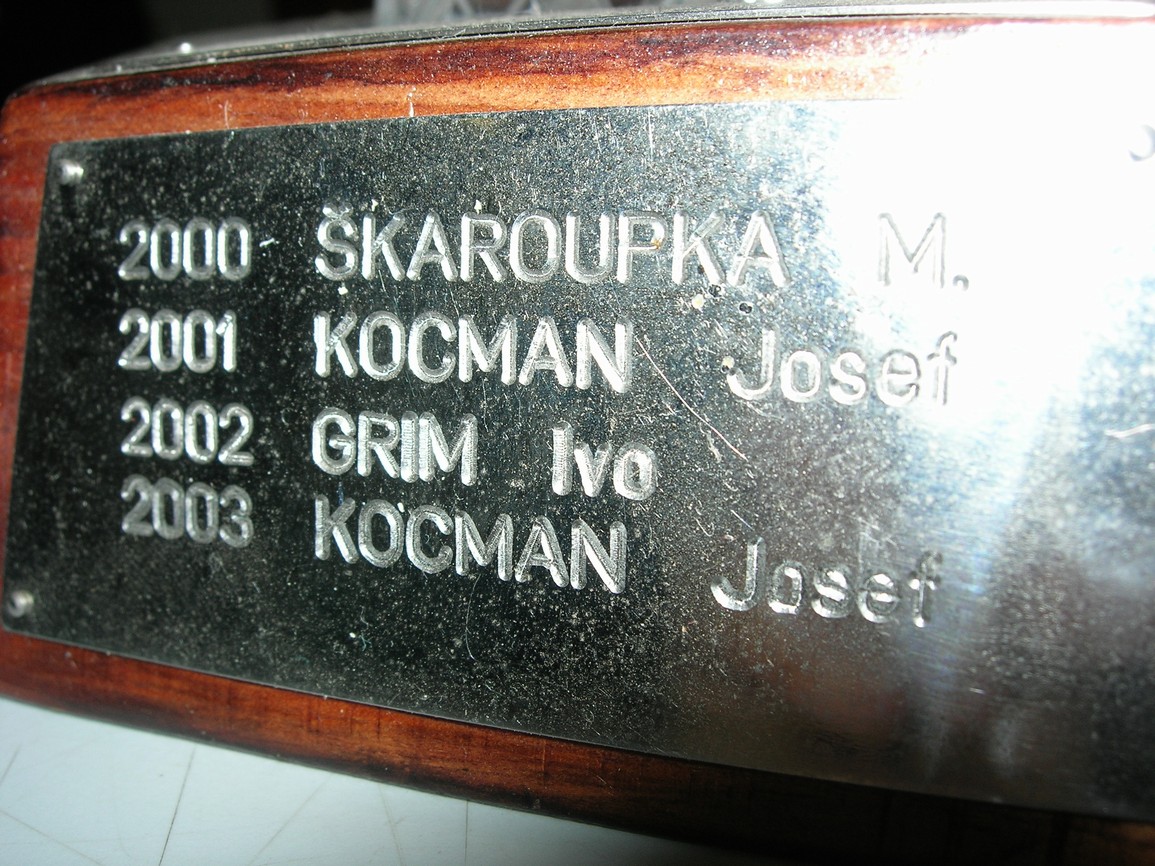 2000 ŠKAROUPKA M.
2001 KOCMAN Josef
2002 GRIM Ivo
2003 KOCMAN Josef